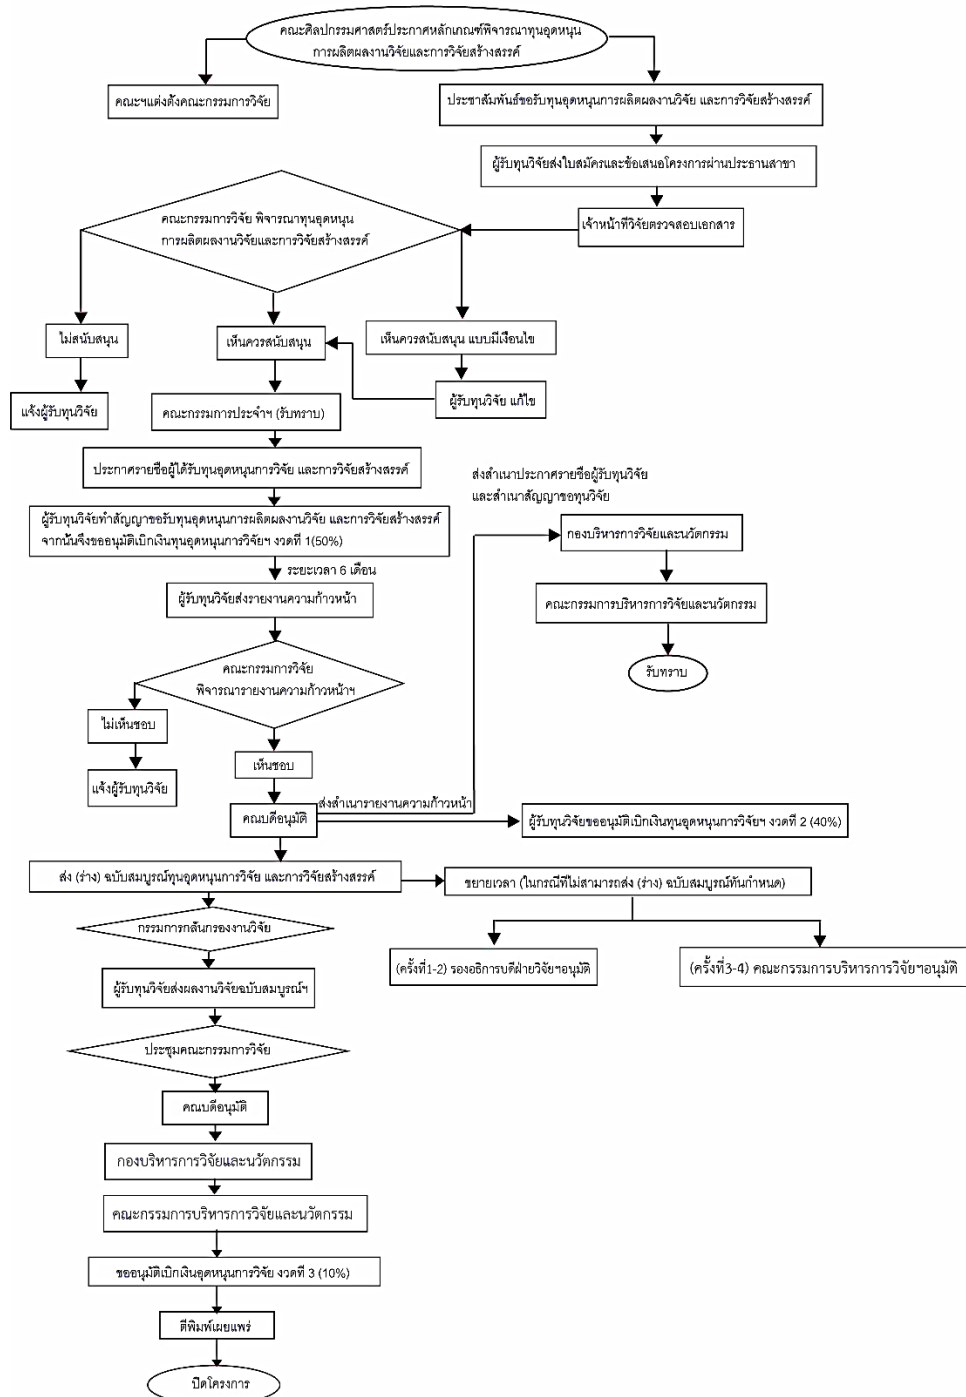 คณะศิลปกรรมศาสตร์ประกาศหลักเกณฑ์พิจารณาทุนอุดหนุน
การผลิตผลงานวิจัยและการวิจัยสร้างสรรค์
คณะฯแต่งตั้งคณะกรรมการวิจัย
ประชาสัมพันธ์ขอรับทุนอุดหนุนการผลิตผลงานวิจัย และการวิจัยสร้างสรรค์
ผู้รับทุนวิจัยส่งใบสมัครและข้อเสนอโครงการผ่านประธานสาขา
เจ้าหน้าที่วิจัยตรวจสอบเอกสาร
คณะกรรมการวิจัย พิจารณาทุนอุดหนุน
การผลิตผลงานวิจัยและการวิจัยสร้างสรรค์
ไม่สนับสนุน
เห็นควรสนับสนุน
เห็นควรสนับสนุน แบบมีเงื่อนไข
แจ้งผู้รับทุนวิจัย
ผู้รับทุนวิจัย แก้ไข
คณะกรรมการประจำฯ (รับทราบ)
ประกาศรายชื่อผู้ได้รับทุนอุดหนุนการวิจัย และการวิจัยสร้างสรรค์
ส่งสำเนาประกาศรายชื่อผู้รับทุนวิจัย
และสำเนาสัญญาขอทุนวิจัย
ผู้รับทุนวิจัยทำสัญญาขอรับทุนอุดหนุนการผลิตผลงานวิจัย และการวิจัยสร้างสรรค์
จากนั้นจึงขออนุมัติเบิกเงินทุนอุดหนุนการวิจัยฯ งวดที่ 1(50%)
กองบริหารการวิจัยและนวัตกรรม
ระยะเวลา 6 เดือน
ผู้รับทุนวิจัยส่งรายงานความก้าวหน้า
คณะกรรมการบริหารการวิจัยและนวัตกรรม
รับทราบ
คณะกรรมการวิจัย
พิจารณารายงานความก้าวหน้าฯ
ไม่เห็นชอบ
เห็นชอบ
แจ้งผู้รับทุนวิจัย
ส่งสำเนารายงานความก้าวหน้า
คณบดีอนุมัติ
ผู้รับทุนวิจัยขออนุมัติเบิกเงินทุนอุดหนุนการวิจัยฯ งวดที่ 2 (40%)
ส่ง (ร่าง) ฉบับสมบูรณ์ทุนอุดหนุนการวิจัย และการวิจัยสร้างสรรค์
ขยายเวลา (ในกรณีที่ไม่สามารถส่ง (ร่าง) ฉบับสมบูรณ์ทันกำหนด)
กรรมการกลั่นกรองงานวิจัย
(ครั้งที่1-2) รองอธิการบดีฝ่ายวิจัยฯอนุมัติ
(ครั้งที่3-4) คณะกรรมการบริหารการวิจัยฯอนุมัติ
ผู้รับทุนวิจัยส่งผลงานวิจัยฉบับสมบูรณ์ฯ
ประชุมคณะกรรมการวิจัย
คณบดีอนุมัติ
กองบริหารการวิจัยและนวัตกรรม
คณะกรรมการบริหารการวิจัยและนวัตกรรม
ขออนุมัติเบิกเงินอุดหนุนการวิจัย งวดที่ 3 (10%)
ตีพิมพ์เผยแพร่
ปิดโครงการ